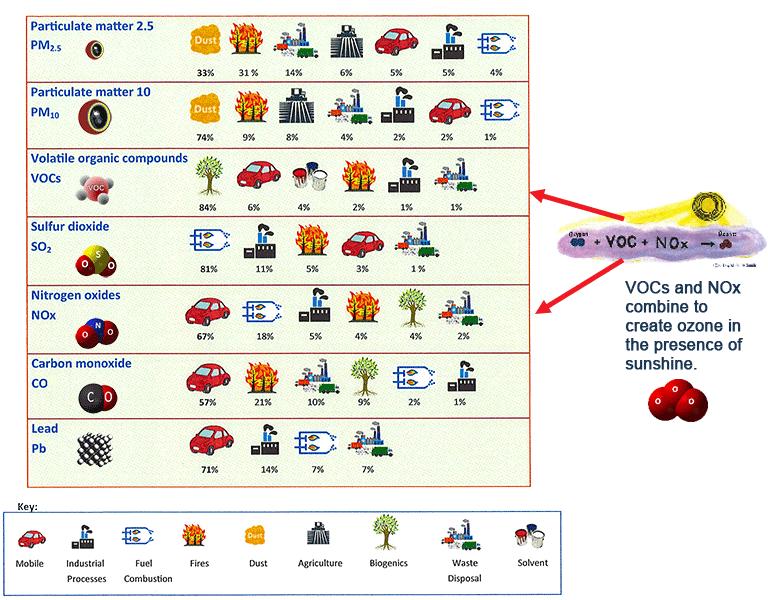 Particulate matter 2.5
PM2.5
Dust
33% 31 % 14% 6% 5% 5% 4%
Particulate matter 10
PM10
Dust
74% 9% 8% 4% 2% 2% 1%
Volatile organic compounds
VOCs
VOC
84% 6% 4% 2% 1% 1%
Sulfur dioxide
SO2
S
O O
81% 11% 5% 3% 1 %
Nitrogen oxides
NOx
N
O O
67% 18% 5% 4% 4% 2%
Carbon monoxide
CO
C O
57% 21% 10% 9% 2% 1%
Lead
Pb
71% 14% 7% 7%
Oxygen + VOC + NOx → Ozone
VOCs and NOx
combine to
create ozone in
the presence of
sunshine.
O
O O
Key:
Dust
Mobile Industrial Fuel Fires Dust Agriculture Biogenics Waste Solvent
Processes Combustion Disposal